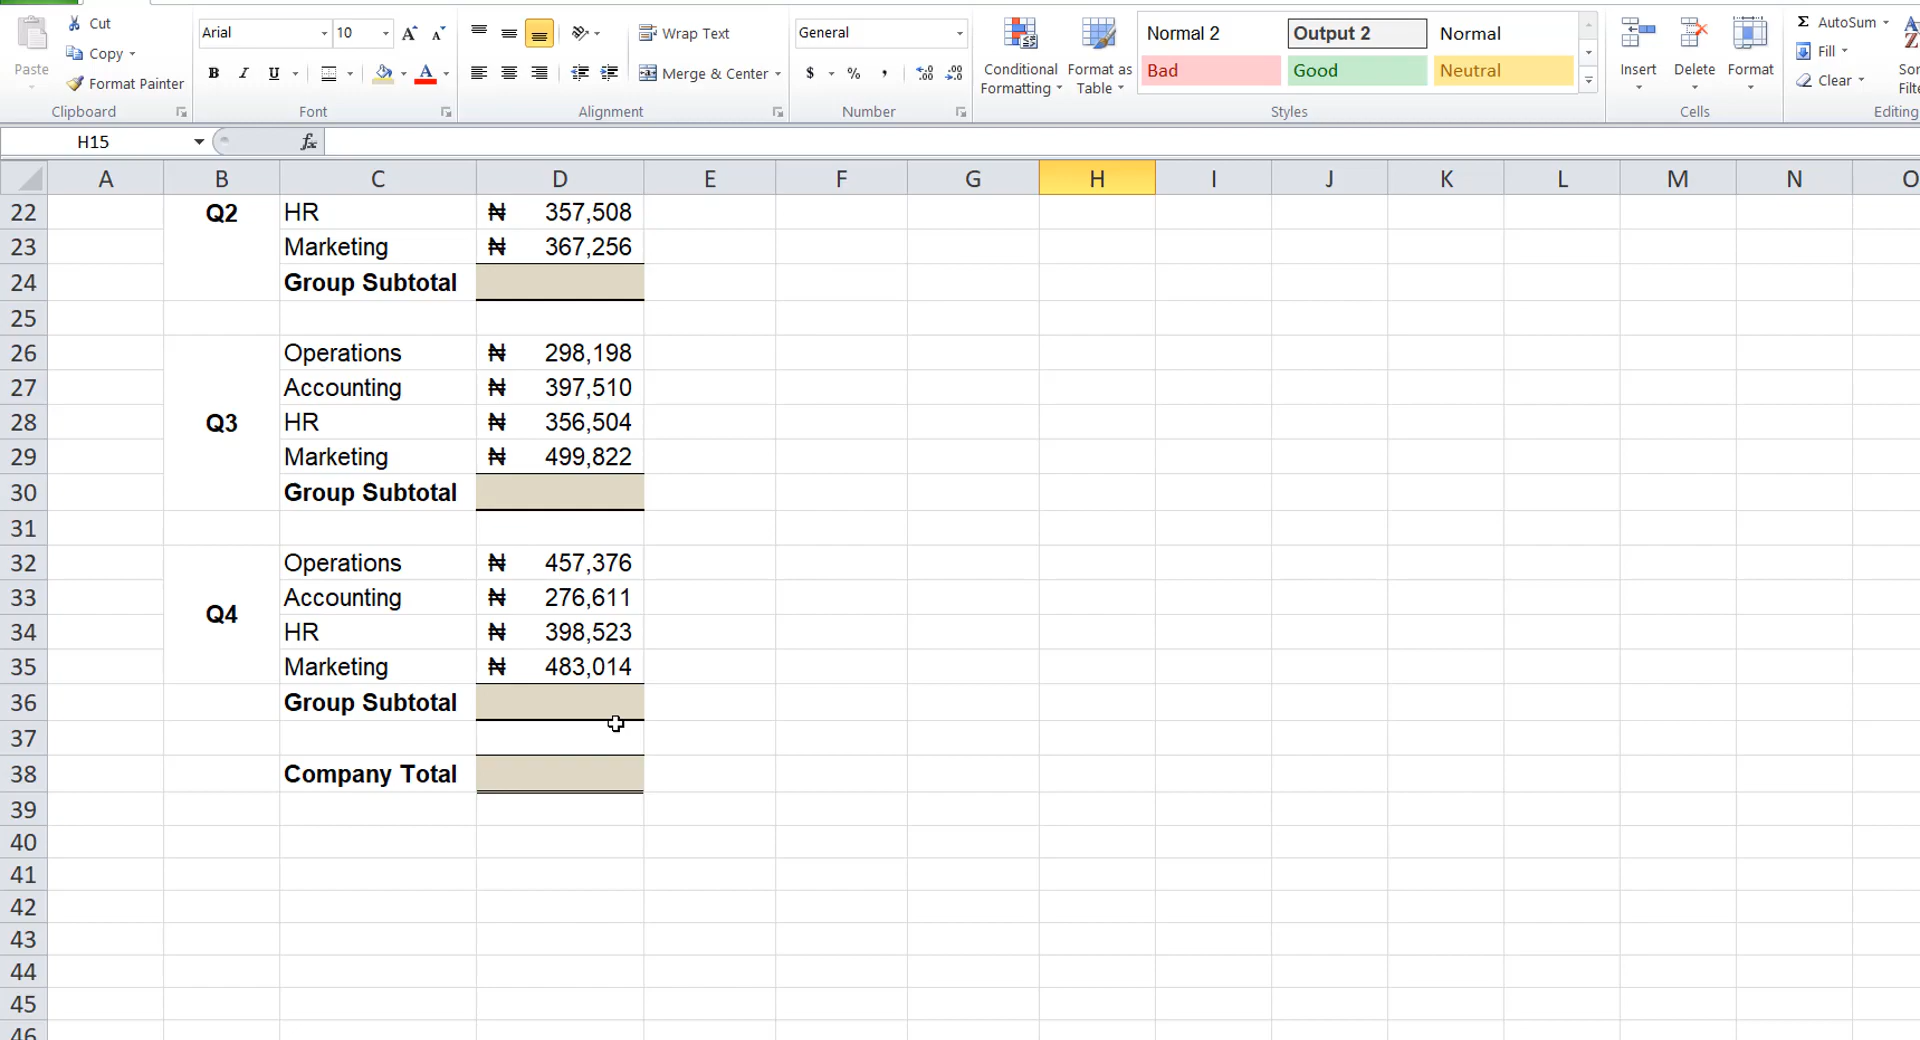 Cut
Arial 10
Wrap Text
General
Normal 2 Output 2 Normal
Σ AutoSum
Copy
Fill
Paste
Format Painter
B I U A
Merge & Center
$ % ,
Conditional Formatting
Format as Table
Bad Good Neutral
Insert Delete Format
Clear
Clipboard Font Alignment Number Styles Cells Editing
H15 fx
A B C D E F G H I J K L M N O
22 Q2 HR ₦ 357,508
23 Marketing ₦ 367,256
24 Group Subtotal
25
26 Operations ₦ 298,198
27 Accounting ₦ 397,510
28 Q3 HR ₦ 356,504
29 Marketing ₦ 499,822
30 Group Subtotal
31
32 Operations ₦ 457,376
33 Accounting ₦ 276,611
Q4
34 HR ₦ 398,523
35 Marketing ₦ 483,014
36 Group Subtotal
37
38 Company Total
39
40
41
42
43
44
45
46